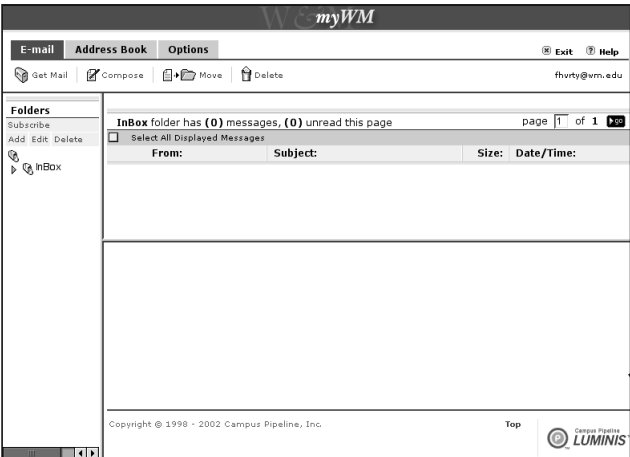 W & myWM
E-mail Address Book Options Exit ? Help
Get Mail Compose Move Delete fhvrty@wm.edu
Folders
Subscribe
Add Edit Delete
InBox
InBox folder has (0) messages, (0) unread this page page 1 of 1 go
Select All Displayed Messages
From: Subject: Size: Date/Time:
Copyright © 1998 - 2002 Campus Pipeline, Inc. Top
Campus Pipeline
LUMINIS